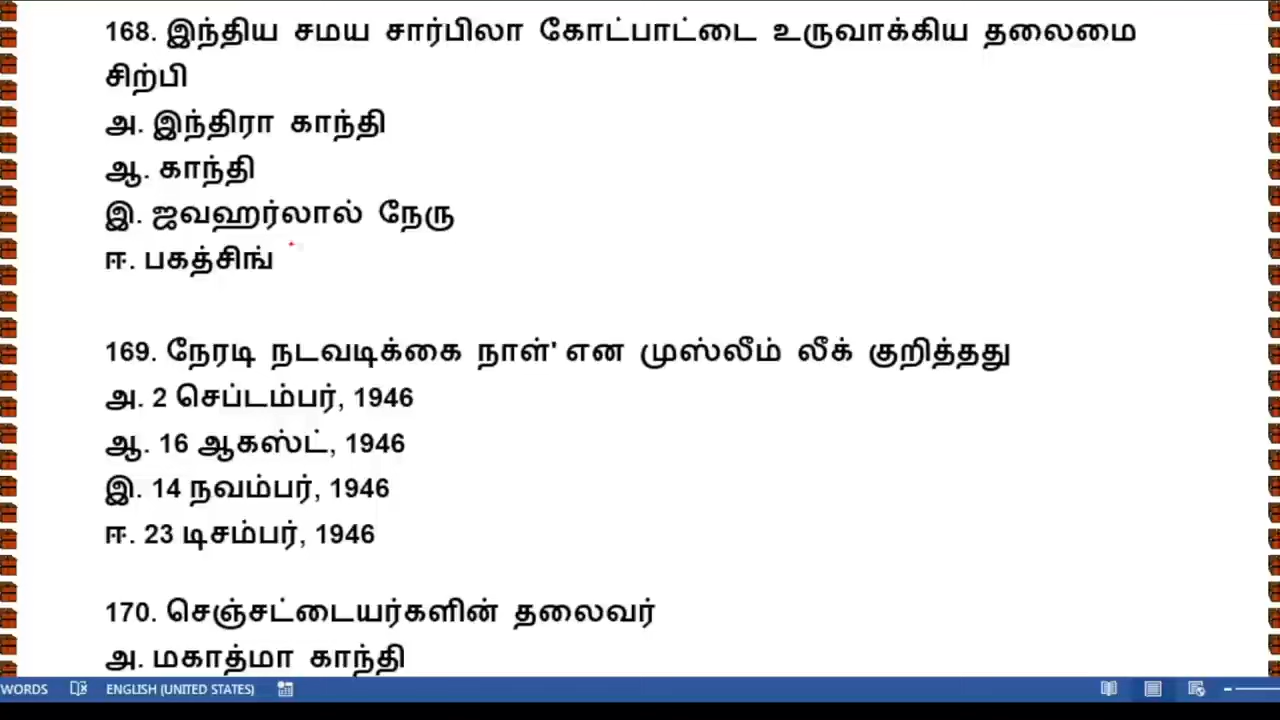 168. இந்திய சமய சார்பிலா கோட்பாட்டை உருவாக்கிய தலைமை
சிற்பி
அ. இந்திரா காந்தி
ஆ. காந்தி
இ. ஜவஹர்லால் நேரு
ஈ. பகத்சிங்
169. நேரடி நடவடிக்கை நாள்' என முஸ்லீம் லீக் குறித்தது
அ. 2 செப்டம்பர், 1946
ஆ. 16 ஆகஸ்ட், 1946
இ. 14 நவம்பர், 1946
ஈ. 23 டிசம்பர், 1946
170. செஞ்சட்டையர்களின் தலைவர்
அ. மகாத்மா காந்தி
WORDS ENGLISH (UNITED STATES)